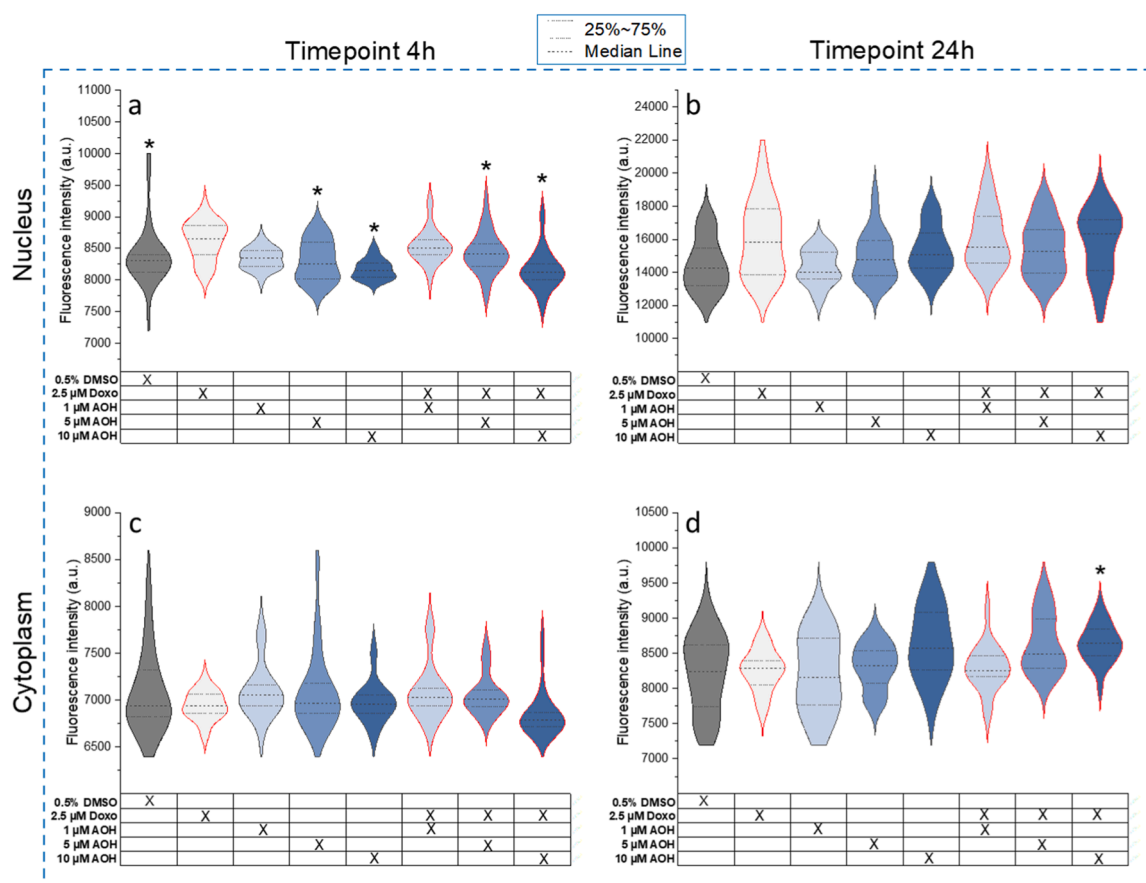 25%~75%
Median Line
Timepoint 4h
Timepoint 24h
Nucleus
Cytoplasm
a
Fluorescence intensity (a.u.)
11000
10000
9500
9000
8500
8000
7500
7000
*
*
*
*
*
0.5% DMSO X
2.5 µM Doxo X X X X
1 µM AOH X X
5 µM AOH X X
10 µM AOH X X
b
Fluorescence intensity (a.u.)
24000
22000
20000
18000
16000
14000
12000
10000
0.5% DMSO X
2.5 µM Doxo X X X X
1 µM AOH X X
5 µM AOH X X
10 µM AOH X X
c
Fluorescence intensity (a.u.)
9000
8500
8000
7500
7000
6500
0.5% DMSO X
2.5 µM Doxo X X X X
1 µM AOH X X
5 µM AOH X X
10 µM AOH X X
d
Fluorescence intensity (a.u.)
10500
10000
9500
9000
8500
8000
7500
7000
*
0.5% DMSO X
2.5 µM Doxo X X X X
1 µM AOH X X
5 µM AOH X X
10 µM AOH X X